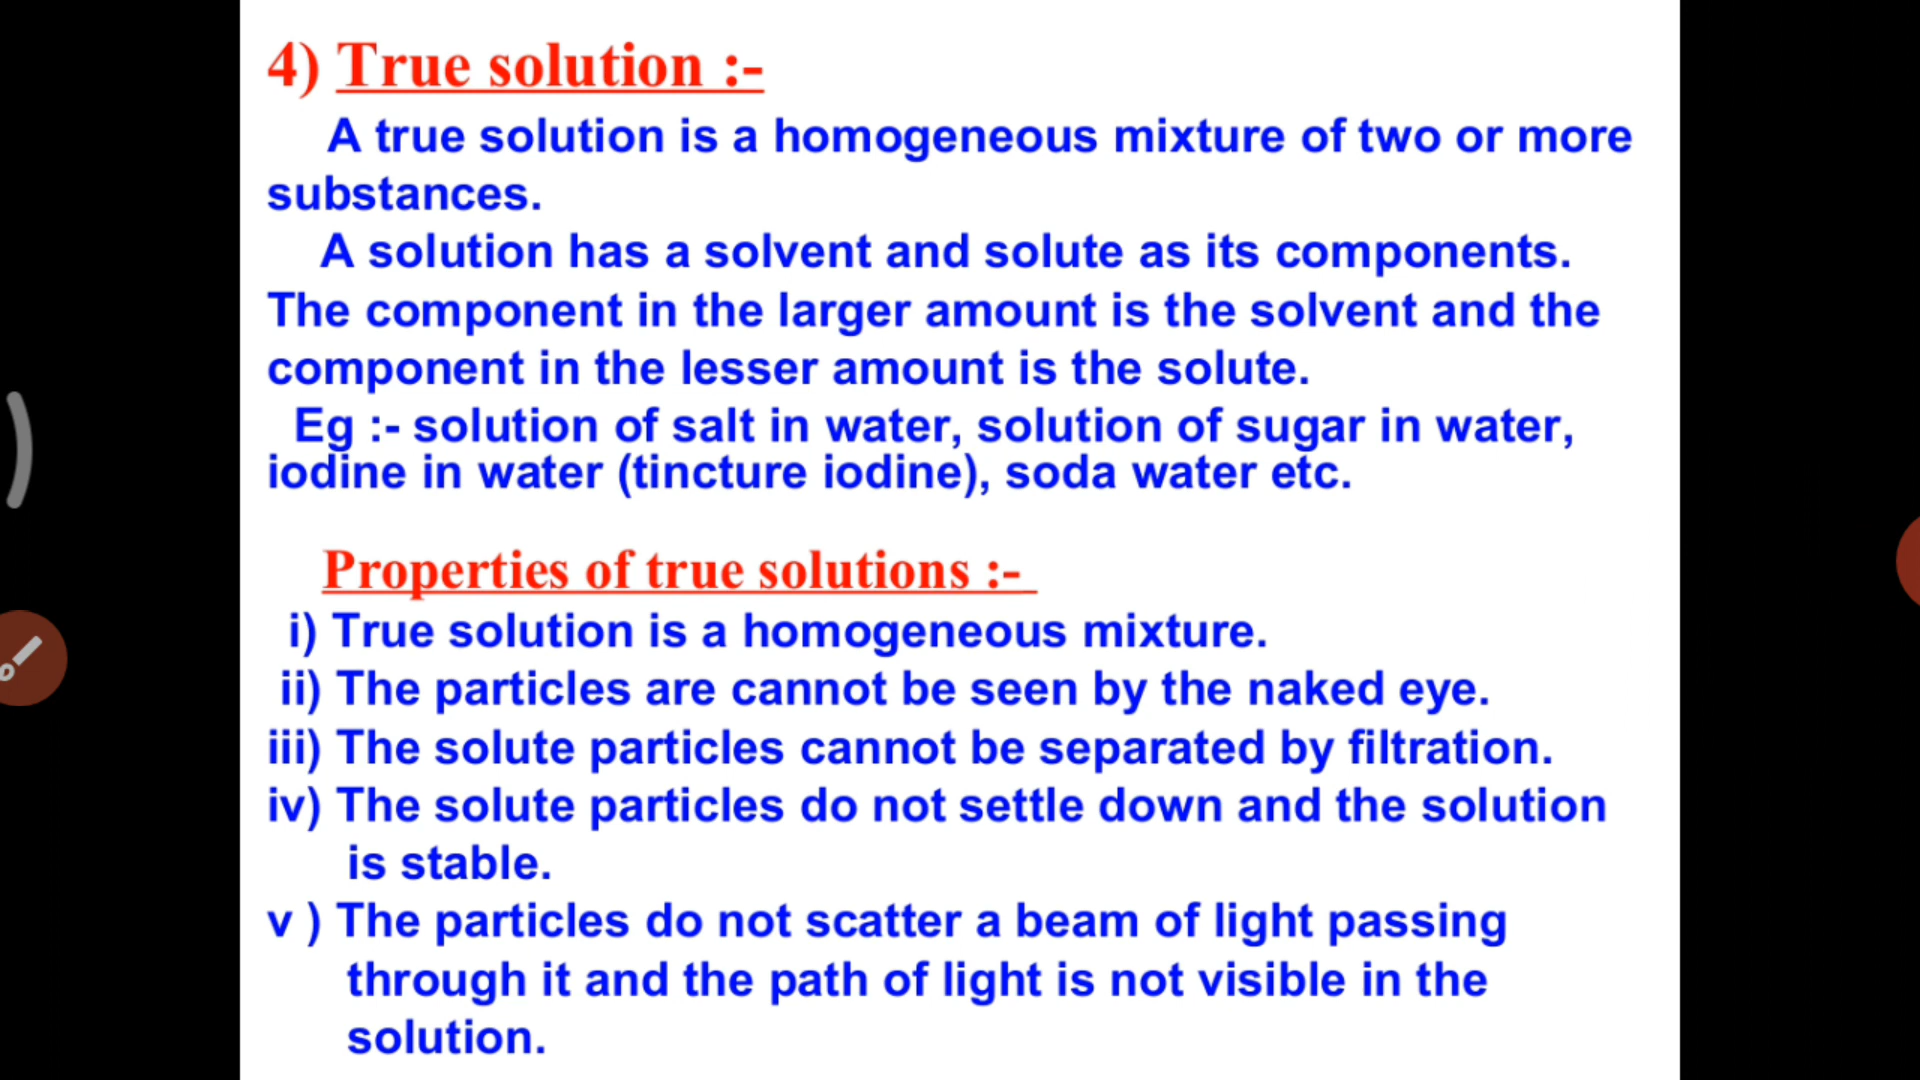 4) True solution :-
A true solution is a homogeneous mixture of two or more
substances.
A solution has a solvent and solute as its components.
The component in the larger amount is the solvent and the
component in the lesser amount is the solute.
Eg :- solution of salt in water, solution of sugar in water,
iodine in water (tincture iodine), soda water etc.
Properties of true solutions :-
i) True solution is a homogeneous mixture.
ii) The particles are cannot be seen by the naked eye.
iii) The solute particles cannot be separated by filtration.
iv) The solute particles do not settle down and the solution
is stable.
v ) The particles do not scatter a beam of light passing
through it and the path of light is not visible in the
solution.